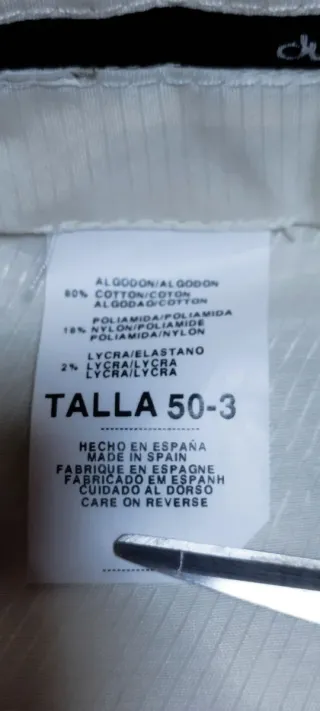 ALGODON/ALGODON
80% COTTON/COTON
ALGODAO/COTTON
POLIAMIDA/POLIAMIDA
18% NYLON/POLIAMIDE
POLIAMIDA/NYLON
LYCRA/ELASTANO
2% LYCRA/LYCRA
LYCRA/LYCRA
TALLA 50-3
HECHO EN ESPAÑA
MADE IN SPAIN
FABRIQUE EN ESPAGNE
FABRICADO EM ESPANH
CUIDADO AL DORSO
CARE ON REVERSE